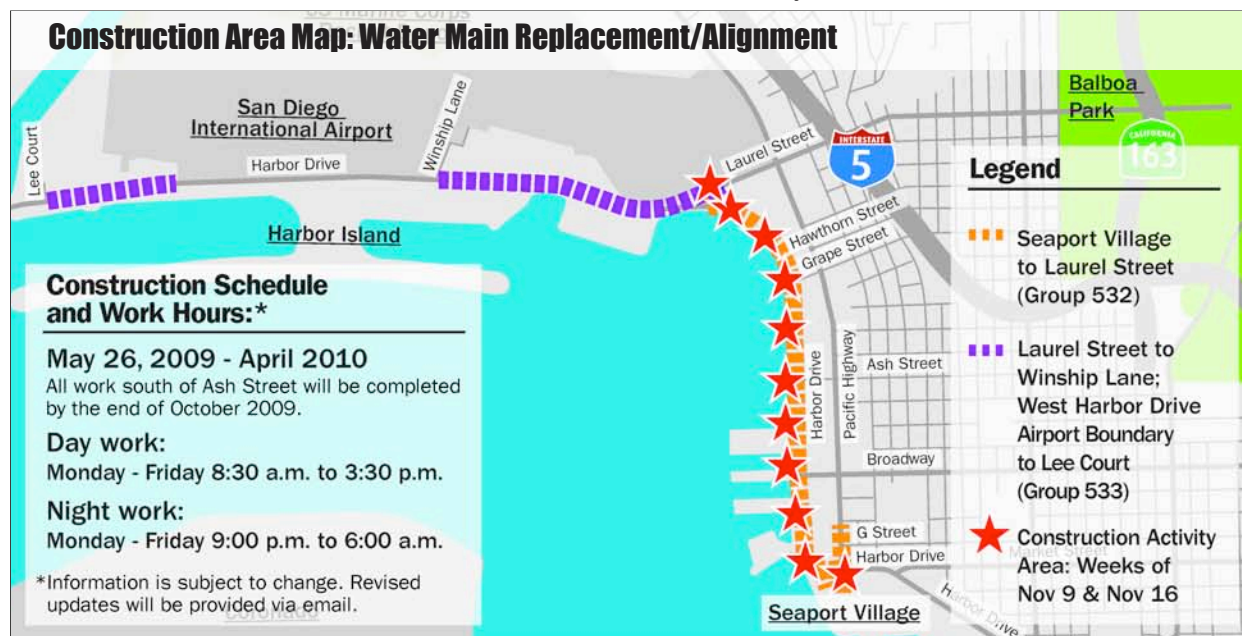 Construction Area Map: Water Main Replacement/Alignment
San Diego
International Airport
Lee Court
Harbor Drive
Winship Lane
Harbor Island
Laurel Street
INTERSTATE
5
Hawthorn Street
Grape Street
Balboa
Park
CALIFORNIA
163
Construction Schedule
and Work Hours:*
May 26, 2009 - April 2010
All work south of Ash Street will be completed
by the end of October 2009.
Day work:
Monday - Friday 8:30 a.m. to 3:30 p.m.
Night work:
Monday - Friday 9:00 p.m. to 6:00 a.m.
*Information is subject to change. Revised
updates will be provided via email.
Coronado
Harbor Drive
Pacific Highway
Ash Street
Broadway
G Street
Harbor Drive
Market Street
Harbor Drive
Seaport Village
Legend
Seaport Village
to Laurel Street
(Group 532)
Laurel Street to
Winship Lane;
West Harbor Drive
Airport Boundary
to Lee Court
(Group 533)
Construction Activity
Area: Weeks of
Nov 9 & Nov 16